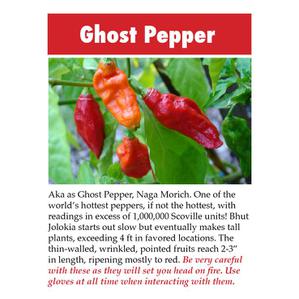 Ghost Pepper
Aka as Ghost Pepper, Naga Morich. One of the
world's hottest peppers, if not the hottest, with
readings in excess of 1,000,000 Scoville units! Bhut
Jolokia starts out slow but eventually makes tall
plants, exceeding 4 ft in favored locations. The
thin-walled, wrinkled, pointed fruits reach 2-3"
in length, ripening mostly to red. Be very careful
with these as they will set you head on fire. Use
gloves at all time when interacting with them.